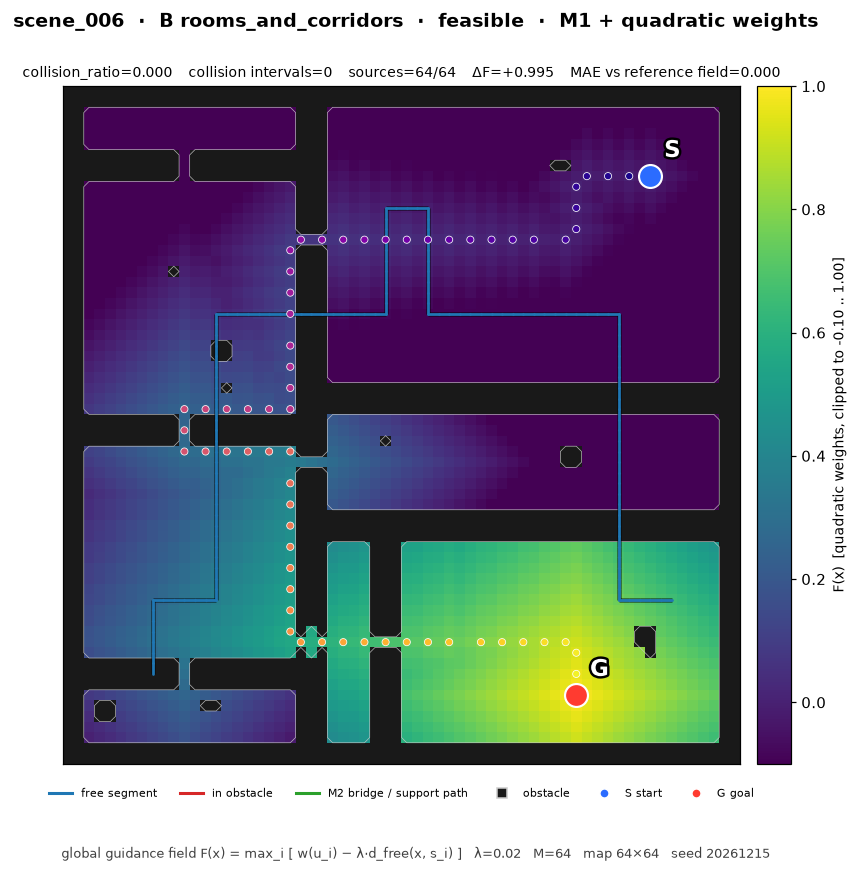 scene_006 · B rooms_and_corridors · feasible · M1 + quadratic weights
collision_ratio=0.000 collision intervals=0 sources=64/64 ΔF=+0.995 MAE vs reference field=0.000
S
G
1.0
0.8
0.6
0.4
0.2
0.0
F(x) [quadratic weights, clipped to -0.10 .. 1.00]
free segment
in obstacle
M2 bridge / support path
obstacle
S start
G goal
global guidance field F(x) = max_i [ w(u_i) − λ·d_free(x, s_i) ] λ=0.02 M=64 map 64×64 seed 20261215